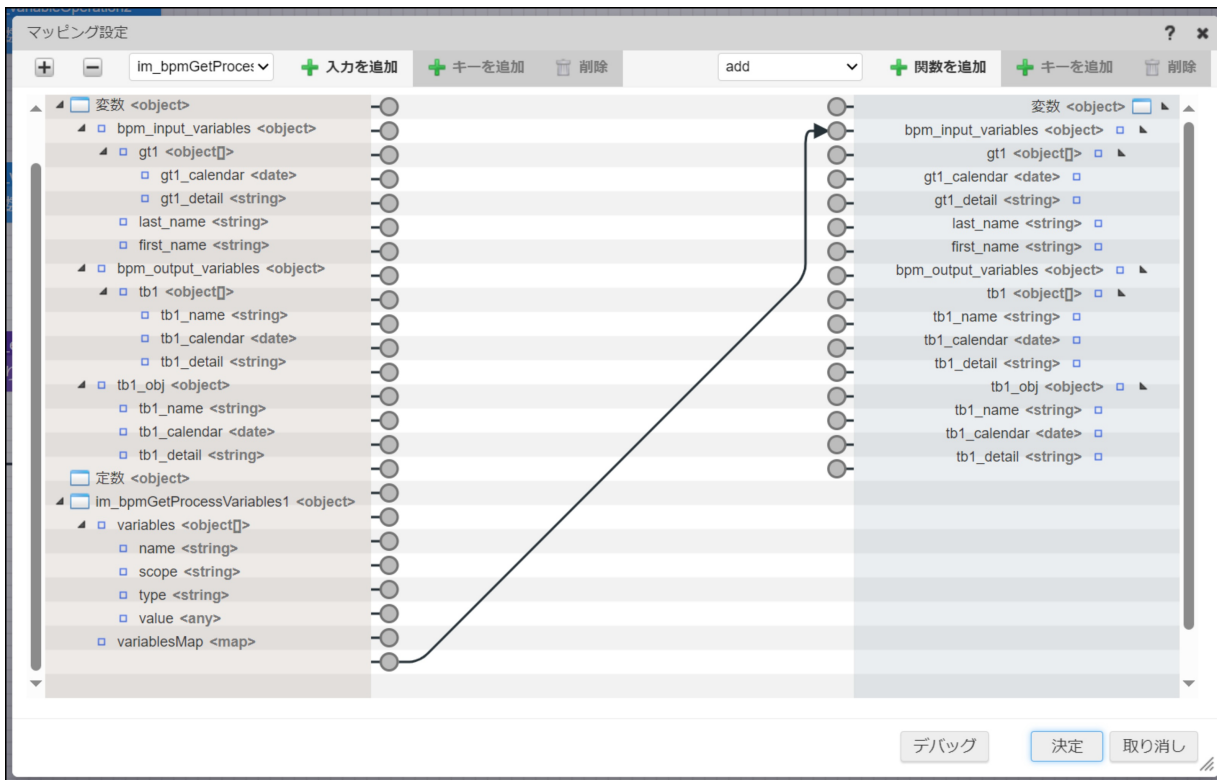 variableOperation2
マッピング設定
? ×
im_bpmGetProces 入力を追加 キーを追加 削除 add 関数を追加 キーを追加 削除
変数 <object>
bpm_input_variables <object>
gt1 <object[]>
gt1_calendar <date>
gt1_detail <string>
last_name <string>
first_name <string>
bpm_output_variables <object>
tb1 <object[]>
tb1_name <string>
tb1_calendar <date>
tb1_detail <string>
tb1_obj <object>
tb1_name <string>
tb1_calendar <date>
tb1_detail <string>
定数 <object>
im_bpmGetProcessVariables1 <object>
variables <object[]>
name <string>
scope <string>
type <string>
value <any>
variablesMap <map>
変数 <object>
bpm_input_variables <object>
gt1 <object[]>
gt1_calendar <date>
gt1_detail <string>
last_name <string>
first_name <string>
bpm_output_variables <object>
tb1 <object[]>
tb1_name <string>
tb1_calendar <date>
tb1_detail <string>
tb1_obj <object>
tb1_name <string>
tb1_calendar <date>
tb1_detail <string>
デバッグ 決定 取り消し